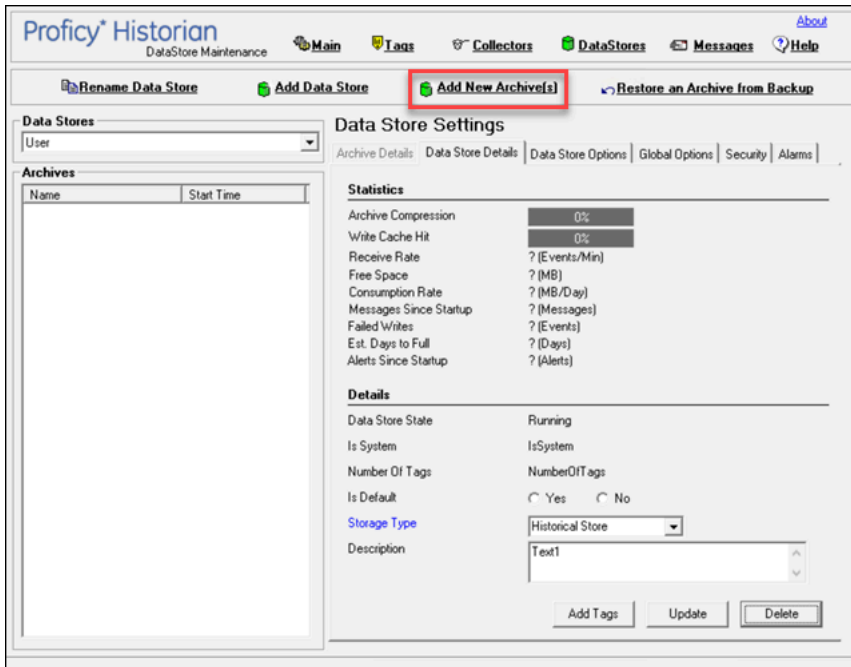 About
Proficy* Historian
DataStore Maintenance
Main Tags Collectors DataStores Messages Help
Rename Data Store Add Data Store Add New Archive[s] Restore an Archive from Backup
Data Stores
User
Archives
Name Start Time
Data Store Settings
Archive Details Data Store Details Data Store Options Global Options Security Alarms
Statistics
Archive Compression 0%
Write Cache Hit 0%
Receive Rate ? (Events/Min)
Free Space ? (MB)
Consumption Rate ? (MB/Day)
Messages Since Startup ? (Messages)
Failed Writes ? (Events)
Est. Days to Full ? (Days)
Alerts Since Startup ? (Alerts)
Details
Data Store State Running
Is System IsSystem
Number Of Tags NumberOfTags
Is Default Yes No
Storage Type Historical Store
Description Text1
Add Tags Update Delete